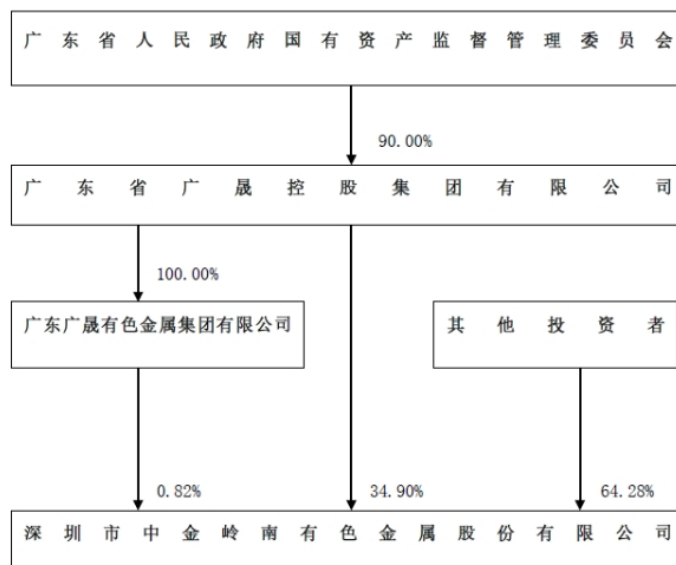 广东省人民政府国有资产监督管理委员会
90.00%
广东省广晟控股集团有限公司
100.00%
广东广晟有色金属集团有限公司
其他投资者
0.82%
34.90%
64.28%
深圳市中金岭南有色金属股份有限公司